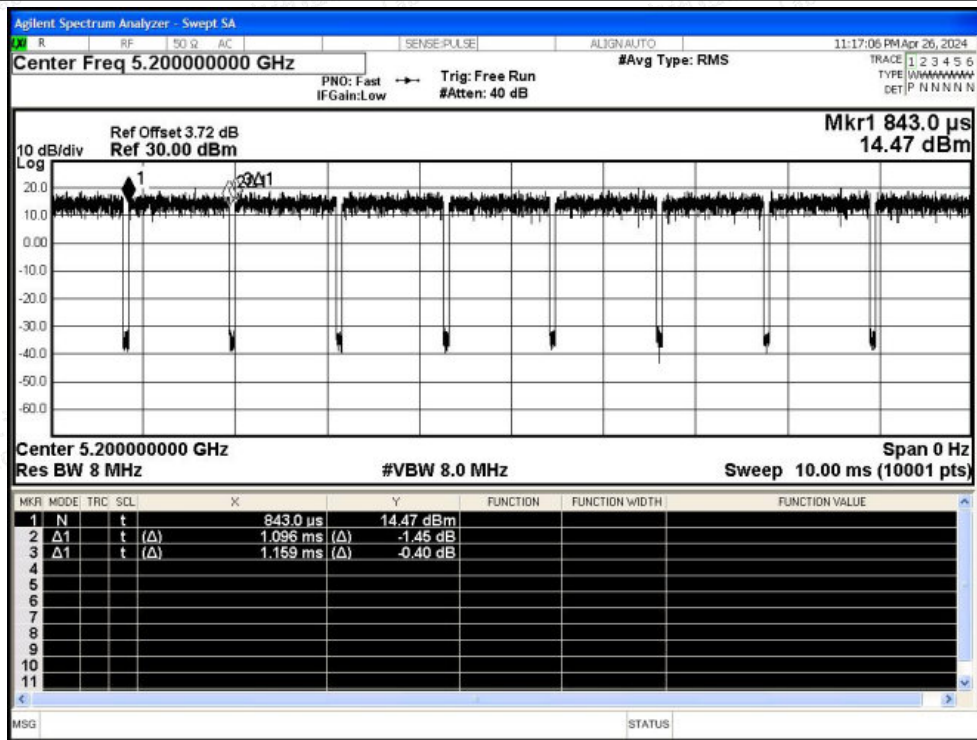 Agilent Spectrum Analyzer - Swept SA
LXI R RF 50 Ω AC SENSE:PULSE ALIGN AUTO 11:17:06 PM Apr 26, 2024
Center Freq 5.200000000 GHz
#Avg Type: RMS
TRACE 1 2 3 4 5 6
PNO: Fast Trig: Free Run
TYPE WWWWWW
IFGain:Low #Atten: 40 dB
DET P N N N N N
Mkr1 843.0 µs
Ref Offset 3.72 dB
10 dB/div Ref 30.00 dBm 14.47 dBm
Log
1 2Δ1 3Δ1
20.0
10.0
0.00
-10.0
-20.0
-30.0
-40.0
-50.0
-60.0
Center 5.200000000 GHz Span 0 Hz
Res BW 8 MHz #VBW 8.0 MHz Sweep 10.00 ms (10001 pts)
MKR MODE TRC SCL X Y FUNCTION FUNCTION WIDTH FUNCTION VALUE
1 N t 843.0 µs 14.47 dBm
2 Δ1 t (Δ) 1.096 ms (Δ) -1.45 dB
3 Δ1 t (Δ) 1.159 ms (Δ) -0.40 dB
4
5
6
7
8
9
10
11
MSG STATUS